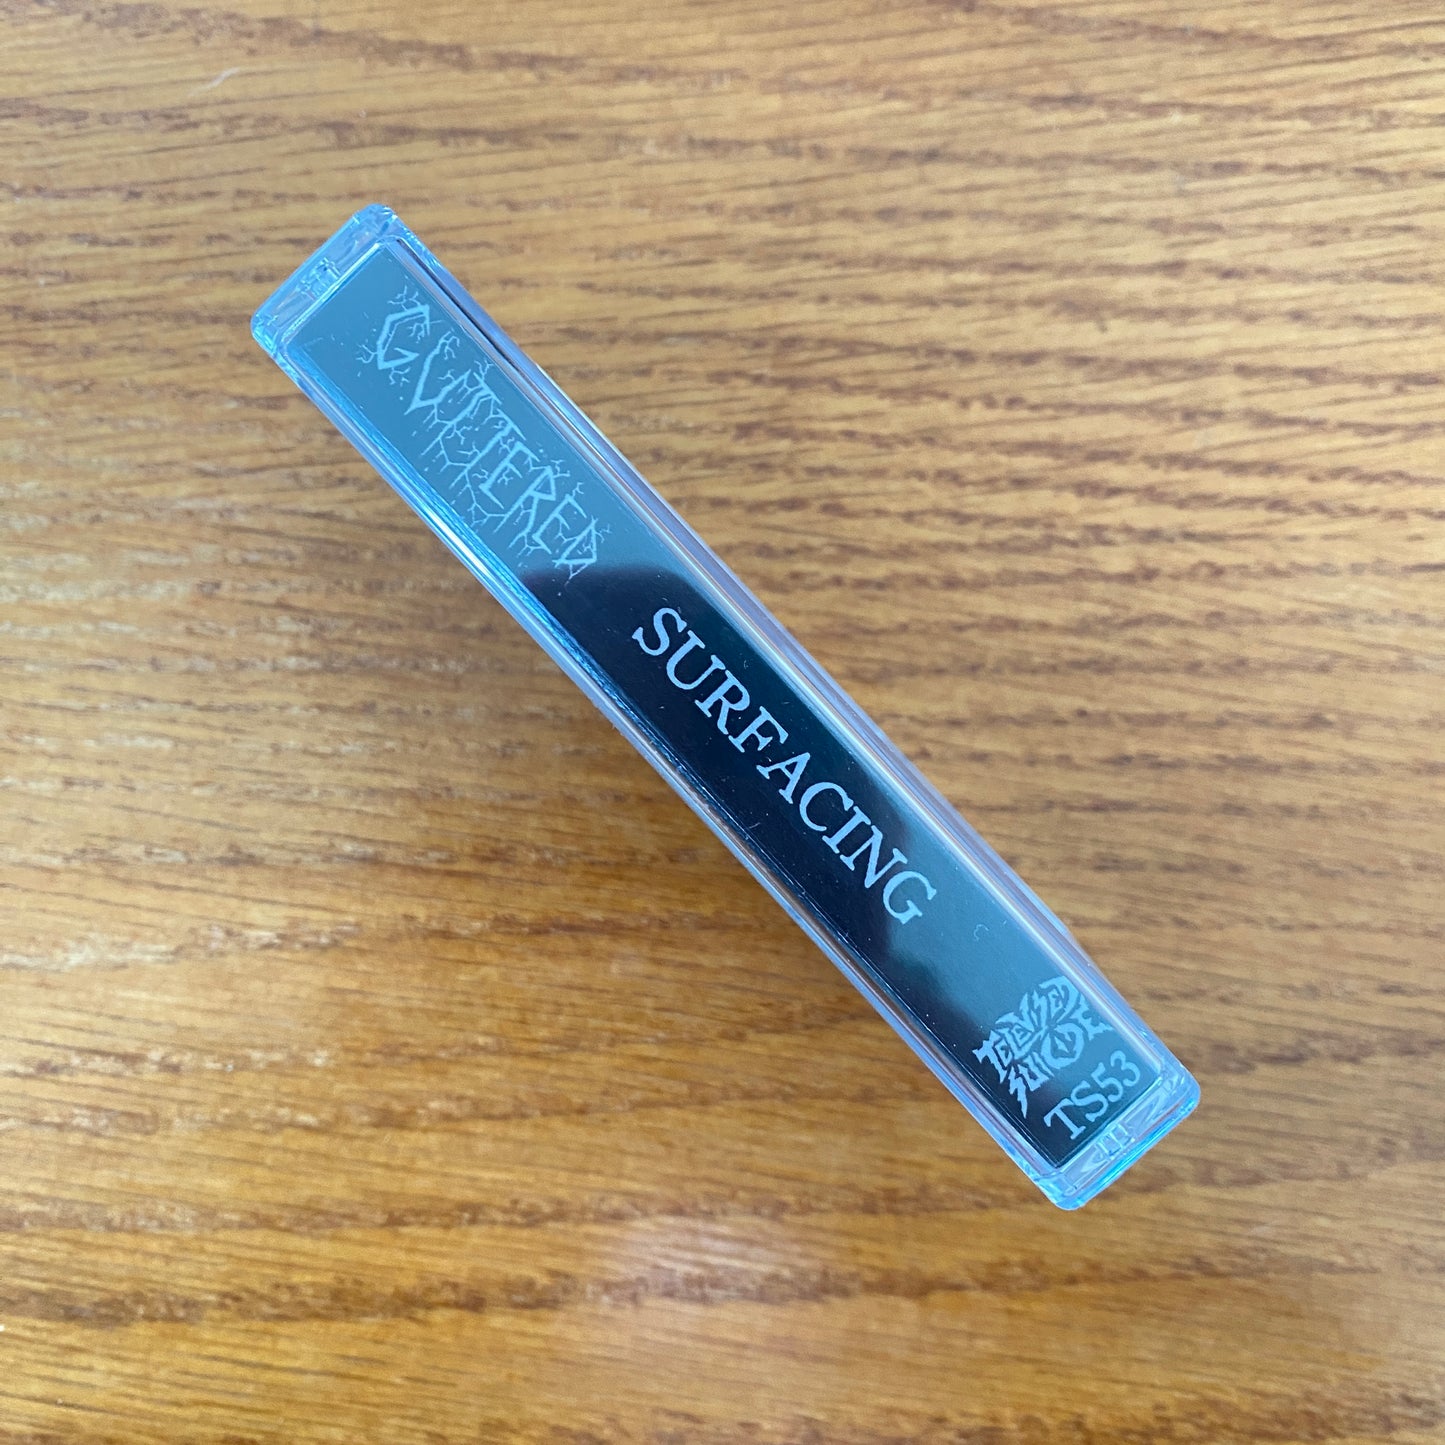 GUTTERED
SURFACING
TELEVISED
SUICIDE
TS53